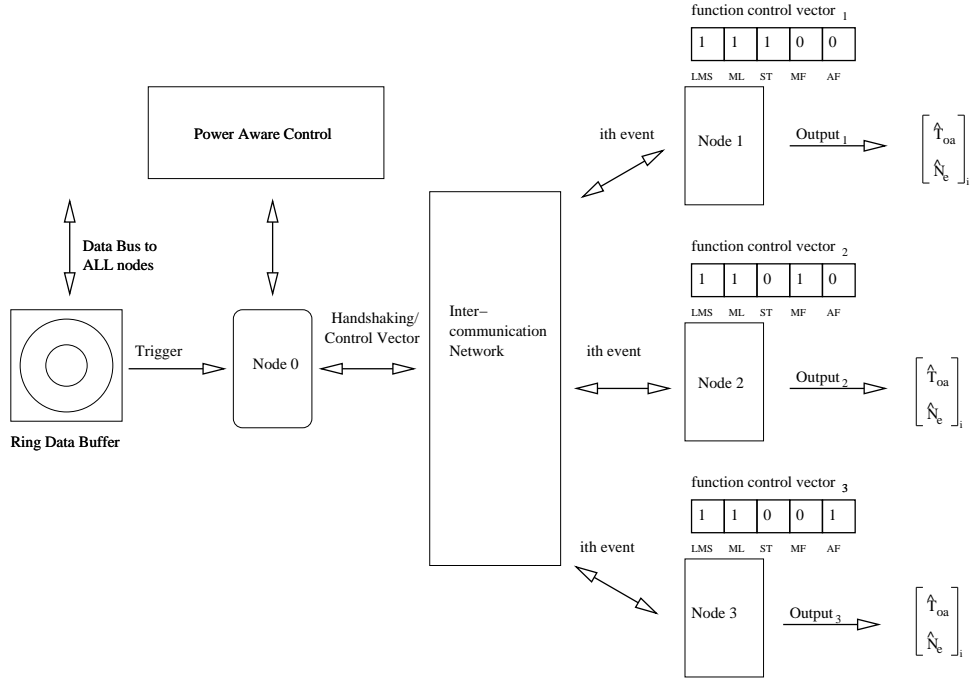 function control vector 1
1 1 1 0 0
LMS ML ST MF AF
Power Aware Control
ith event
Node 1
Output 1
T̂oa
N̂e
i
Data Bus to
ALL nodes
function control vector 2
1 1 0 1 0
LMS ML ST MF AF
Trigger
Node 0
Handshaking/
Control Vector
Inter–
communication
Network
ith event
Node 2
Output 2
T̂oa
N̂e
i
Ring Data Buffer
function control vector 3
1 1 0 0 1
LMS ML ST MF AF
ith event
Node 3
Output 3
T̂oa
N̂e
i